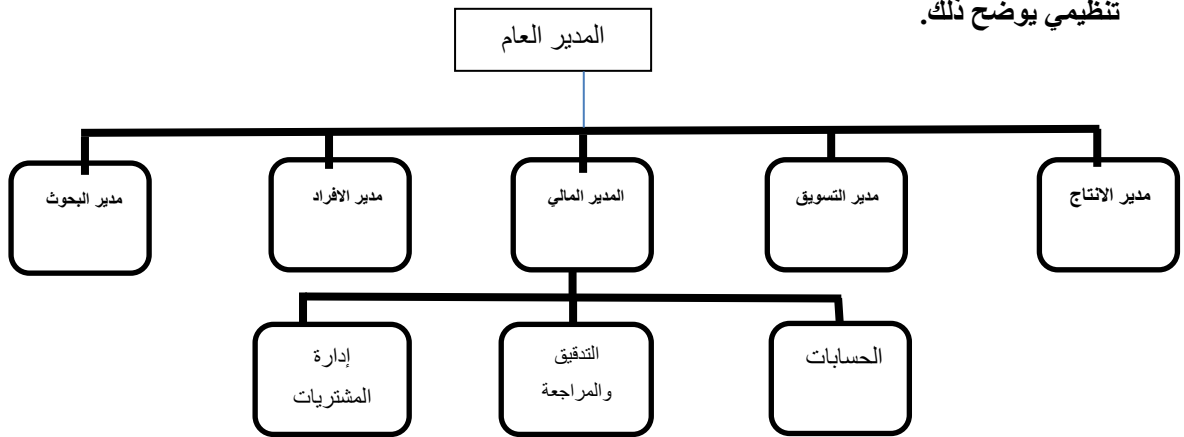 تنظيمي يوضح ذلك.
المدير العام
مدير الانتاج
مدير التسويق
المدير المالي
مدير الافراد
مدير البحوث
الحسابات
التدقيق
والمراجعة
إدارة
المشتريات